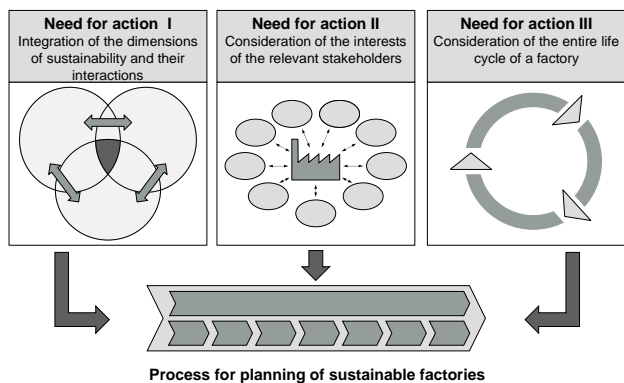 Need for action I
Integration of the dimensions
of sustainability and their
interactions
Need for action II
Consideration of the interests
of the relevant stakeholders
Need for action III
Consideration of the entire life
cycle of a factory
Process for planning of sustainable factories